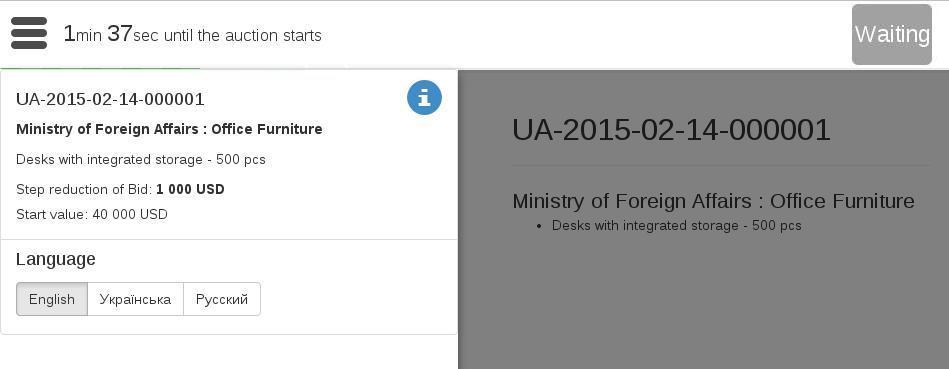 1min 37sec until the auction starts
Waiting
UA-2015-02-14-000001
Ministry of Foreign Affairs : Office Furniture
Desks with integrated storage - 500 pcs
Step reduction of Bid: 1 000 USD
Start value: 40 000 USD
Language
English Українська Русский
UA-2015-02-14-000001
Ministry of Foreign Affairs : Office Furniture
• Desks with integrated storage - 500 pcs